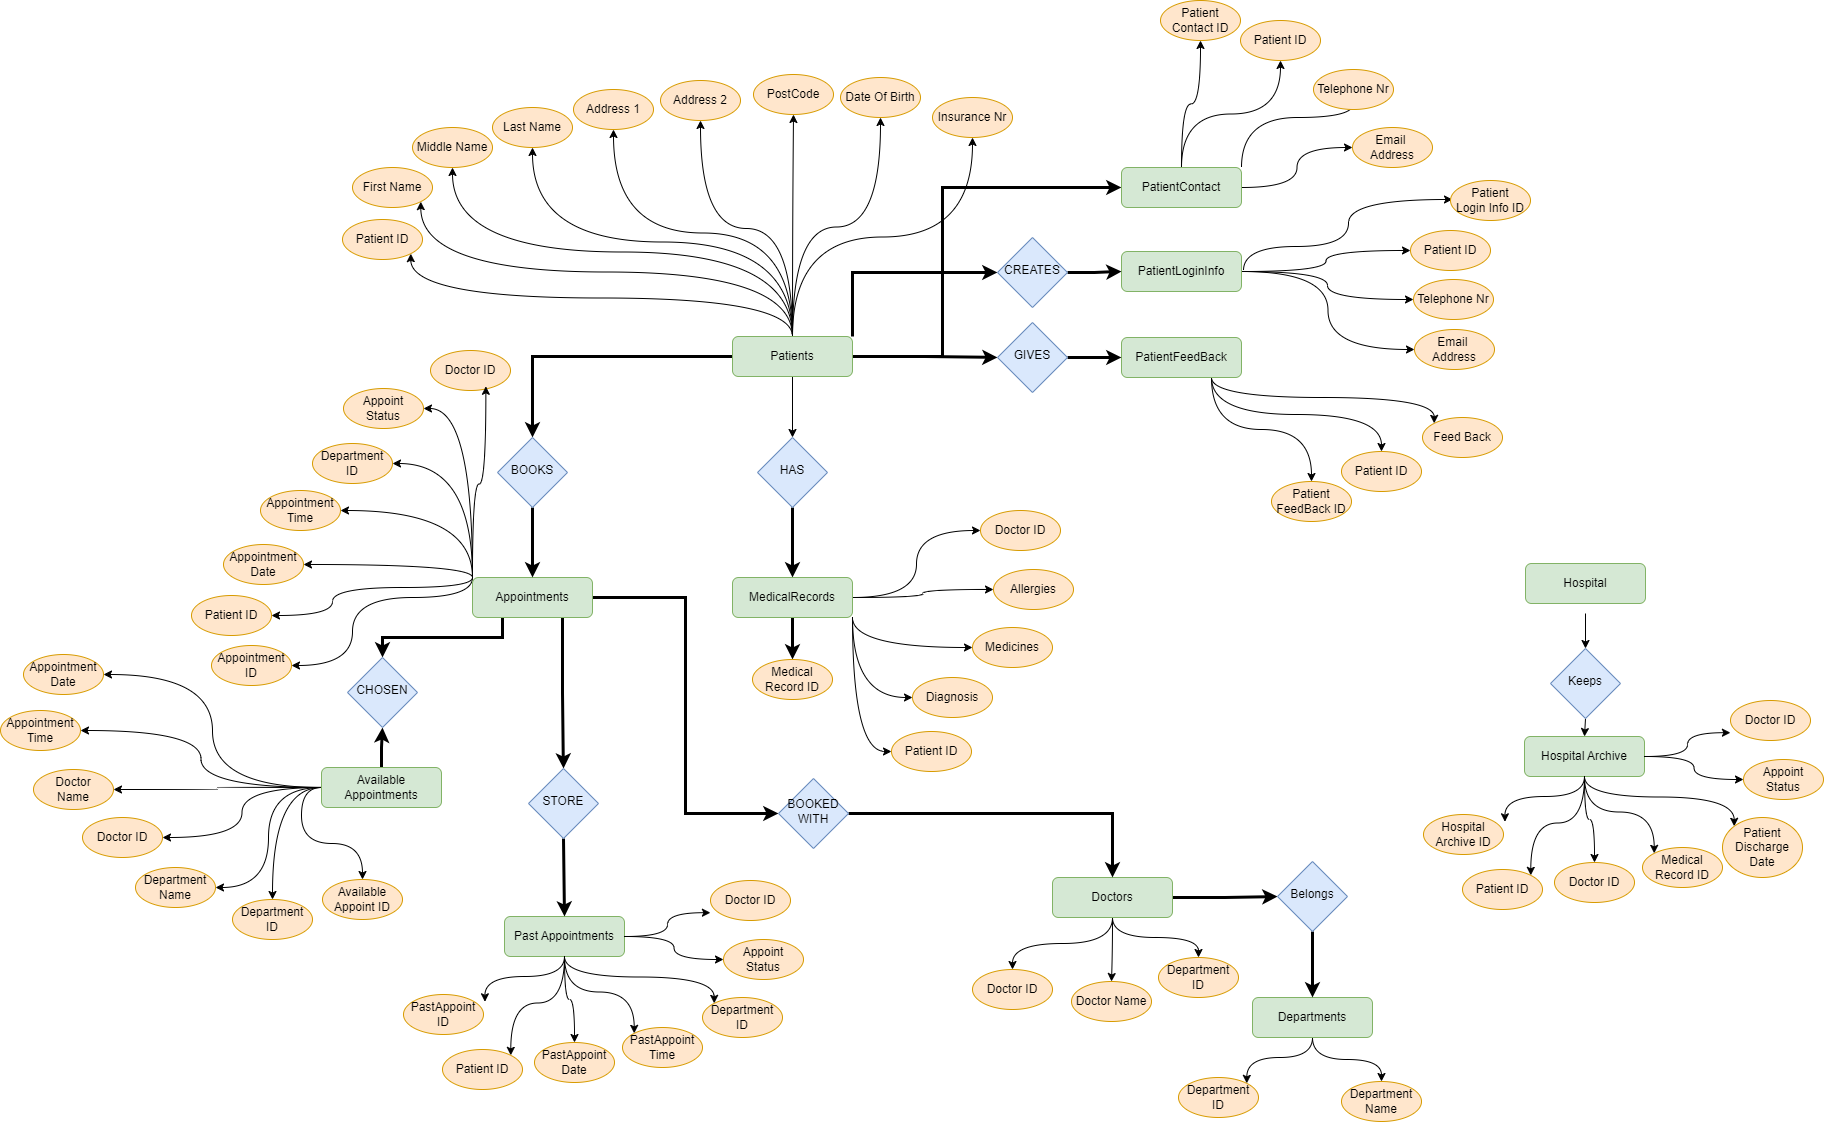 Patient
Contact ID
Patient ID
Telephone Nr
Email
Address
PostCode
Date Of Birth
Address 2
Address 1
Insurance Nr
Last Name
Middle Name
First Name
Patient ID
PatientContact
Patient
Login Info ID
Patient ID
Telephone Nr
Email
Address
CREATES
PatientLoginInfo
Patients
GIVES
PatientFeedBack
Feed Back
Patient ID
Patient
FeedBack ID
Doctor ID
Appoint
Status
Department
ID
Appointment
Time
Appointment
Date
Patient ID
Appointment
ID
BOOKS
HAS
Appointments
MedicalRecords
Doctor ID
Allergies
Medicines
Diagnosis
Patient ID
Medical
Record ID
Hospital
Keeps
Hospital Archive
Doctor ID
Appoint
Status
Hospital
Archive ID
Patient ID
Doctor ID
Medical
Record ID
Patient
Discharge
Date
CHOSEN
Appointment
Date
Appointment
Time
Doctor
Name
Doctor ID
Department
Name
Department
ID
Available
Appoint ID
Available
Appointments
STORE
BOOKED
WITH
Past Appointments
Doctor ID
Appoint
Status
PastAppoint
ID
Patient ID
PastAppoint
Date
PastAppoint
Time
Department
ID
Doctors
Belongs
Doctor ID
Doctor Name
Department
ID
Departments
Department
ID
Department
Name